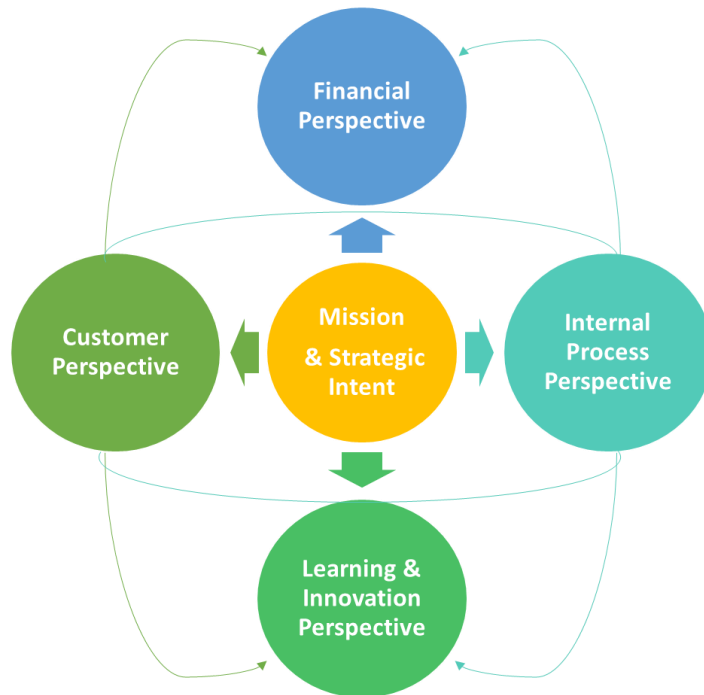 Financial
Perspective
Customer
Perspective
Mission
& Strategic
Intent
Internal
Process
Perspective
Learning &
Innovation
Perspective